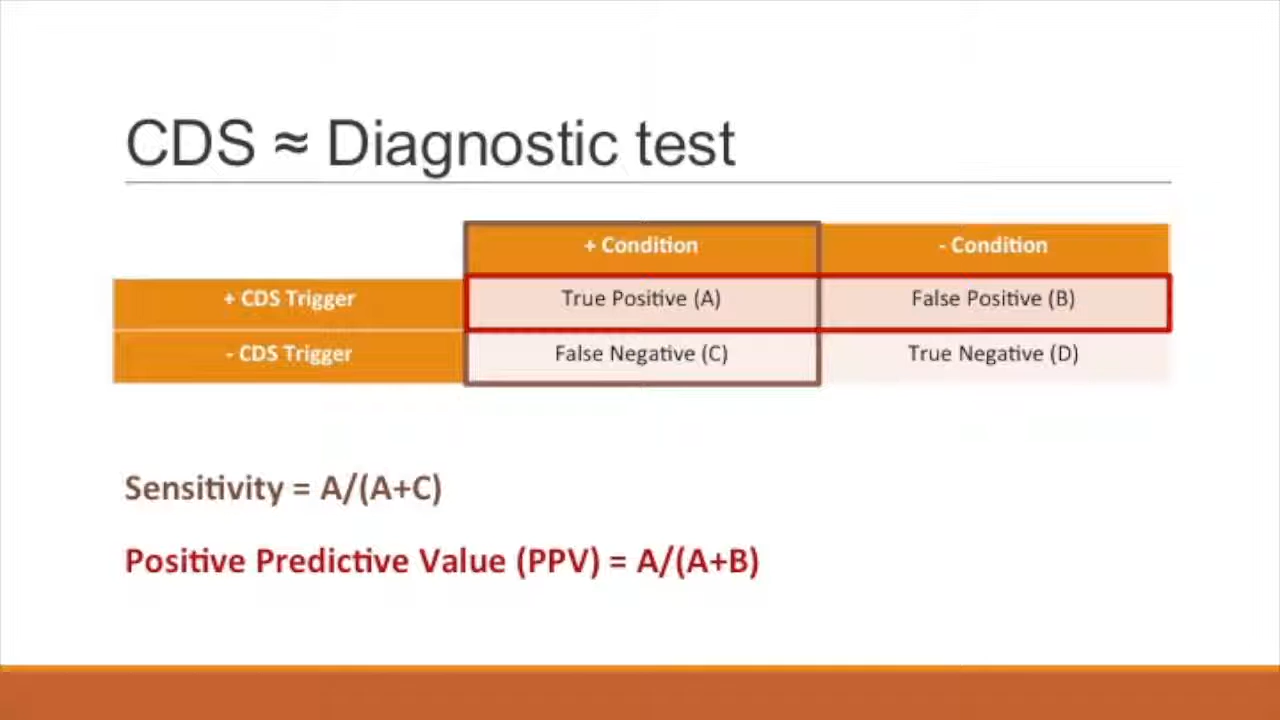 CDS ≈ Diagnostic test
+ Condition - Condition
+ CDS Trigger True Positive (A) False Positive (B)
- CDS Trigger False Negative (C) True Negative (D)
Sensitivity = A/(A+C)
Positive Predictive Value (PPV) = A/(A+B)